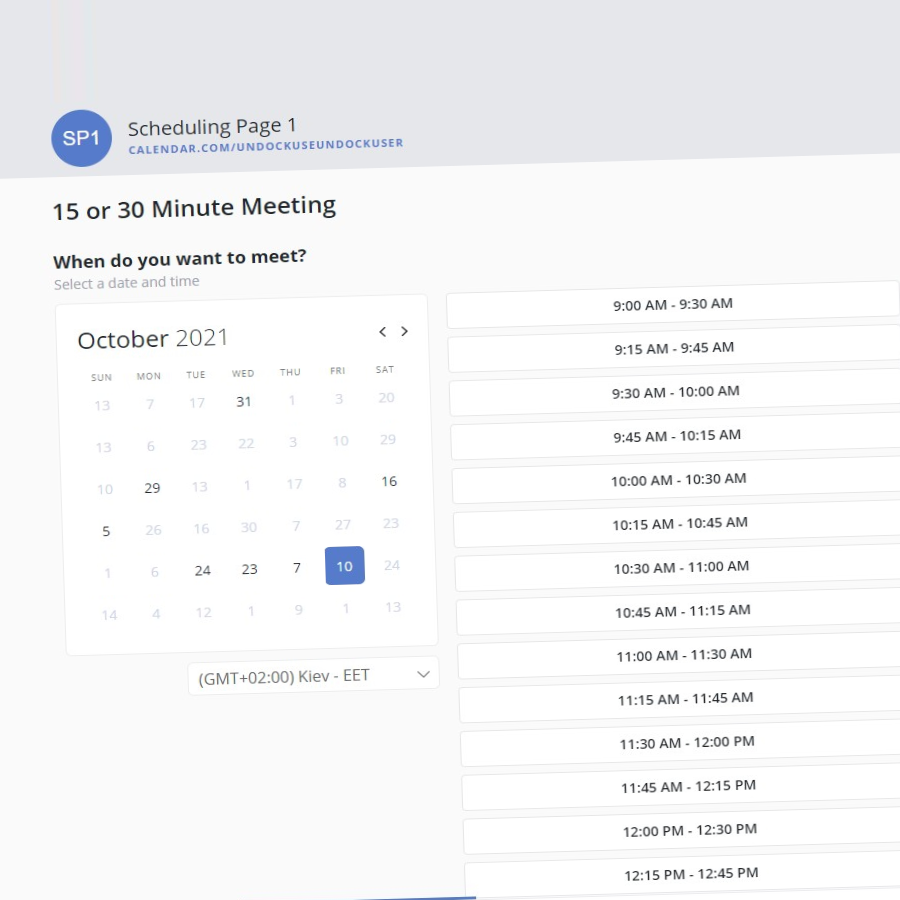 SP1
Scheduling Page 1
CALENDAR.COM/UNDOCKUSEUNDOCKUSER
15 or 30 Minute Meeting
When do you want to meet?
Select a date and time
October 2021
SUN MON TUE WED THU FRI SAT
13 7 17 31 1 3 20
13 6 23 22 3 10 29
10 29 13 1 17 8 16
5 26 16 30 7 27 23
1 6 24 23 7 10 24
14 4 12 1 9 1 13
(GMT+02:00) Kiev - EET
9:00 AM - 9:30 AM
9:15 AM - 9:45 AM
9:30 AM - 10:00 AM
9:45 AM - 10:15 AM
10:00 AM - 10:30 AM
10:15 AM - 10:45 AM
10:30 AM - 11:00 AM
10:45 AM - 11:15 AM
11:00 AM - 11:30 AM
11:15 AM - 11:45 AM
11:30 AM - 12:00 PM
11:45 AM - 12:15 PM
12:00 PM - 12:30 PM
12:15 PM - 12:45 PM